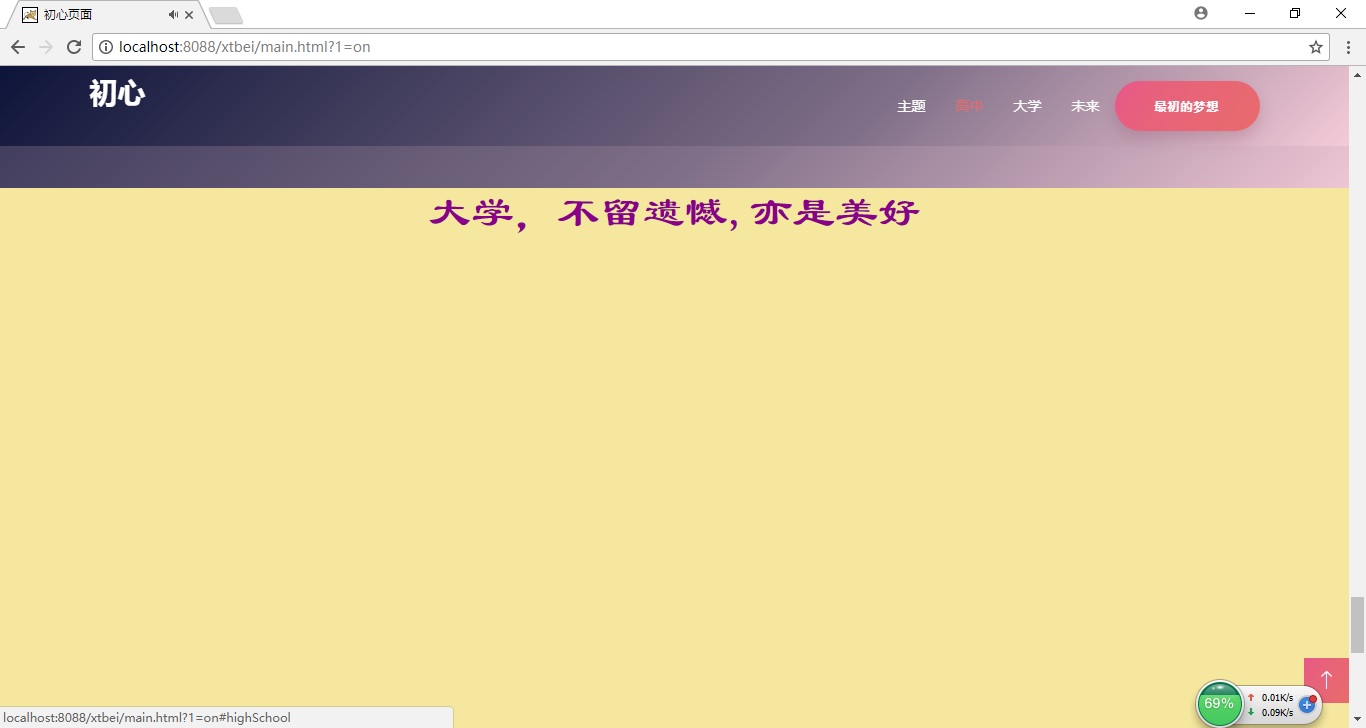 初心页面
localhost:8088/xtbei/main.html?1=on
初心
主题 高中 大学 未来 最初的梦想
大学，不留遗憾,亦是美好
69%
0.01K/s
0.09K/s
localhost:8088/xtbei/main.html?1=on#highSchool